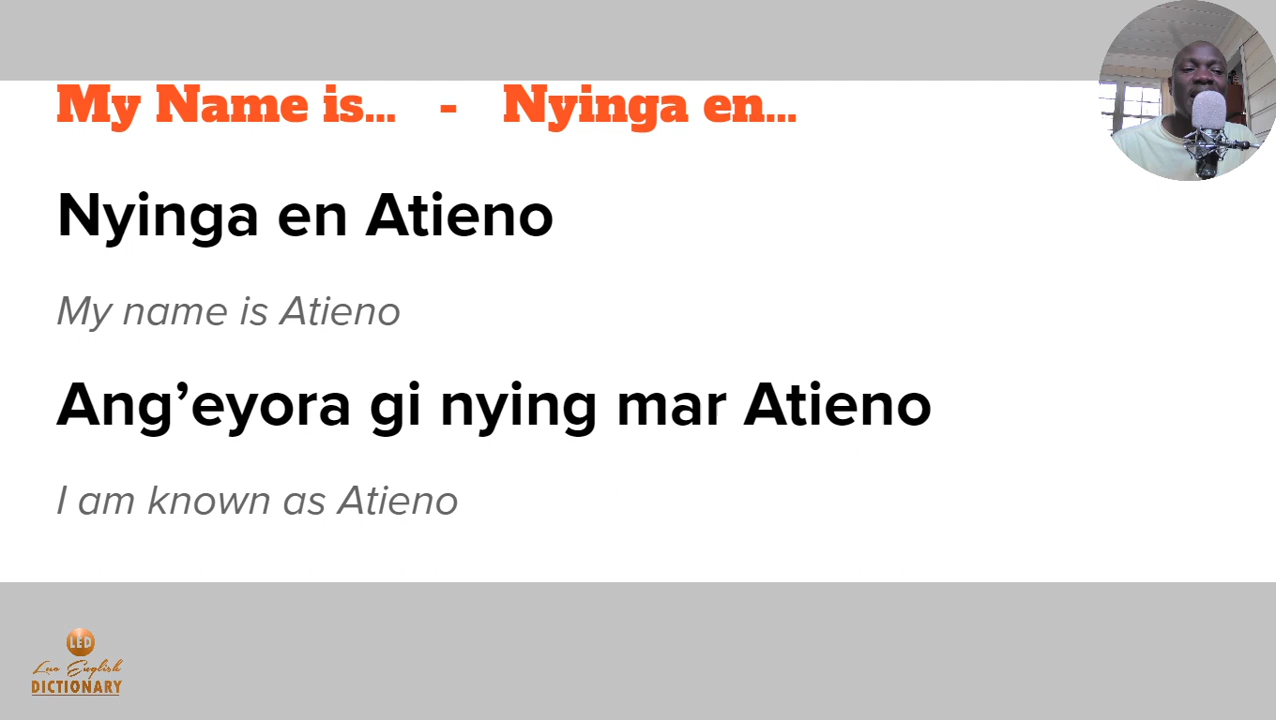 My Name is... - Nyinga en...
Nyinga en Atieno
My name is Atieno
Ang’eyora gi nying mar Atieno
I am known as Atieno
LED
Luo English
DICTIONARY